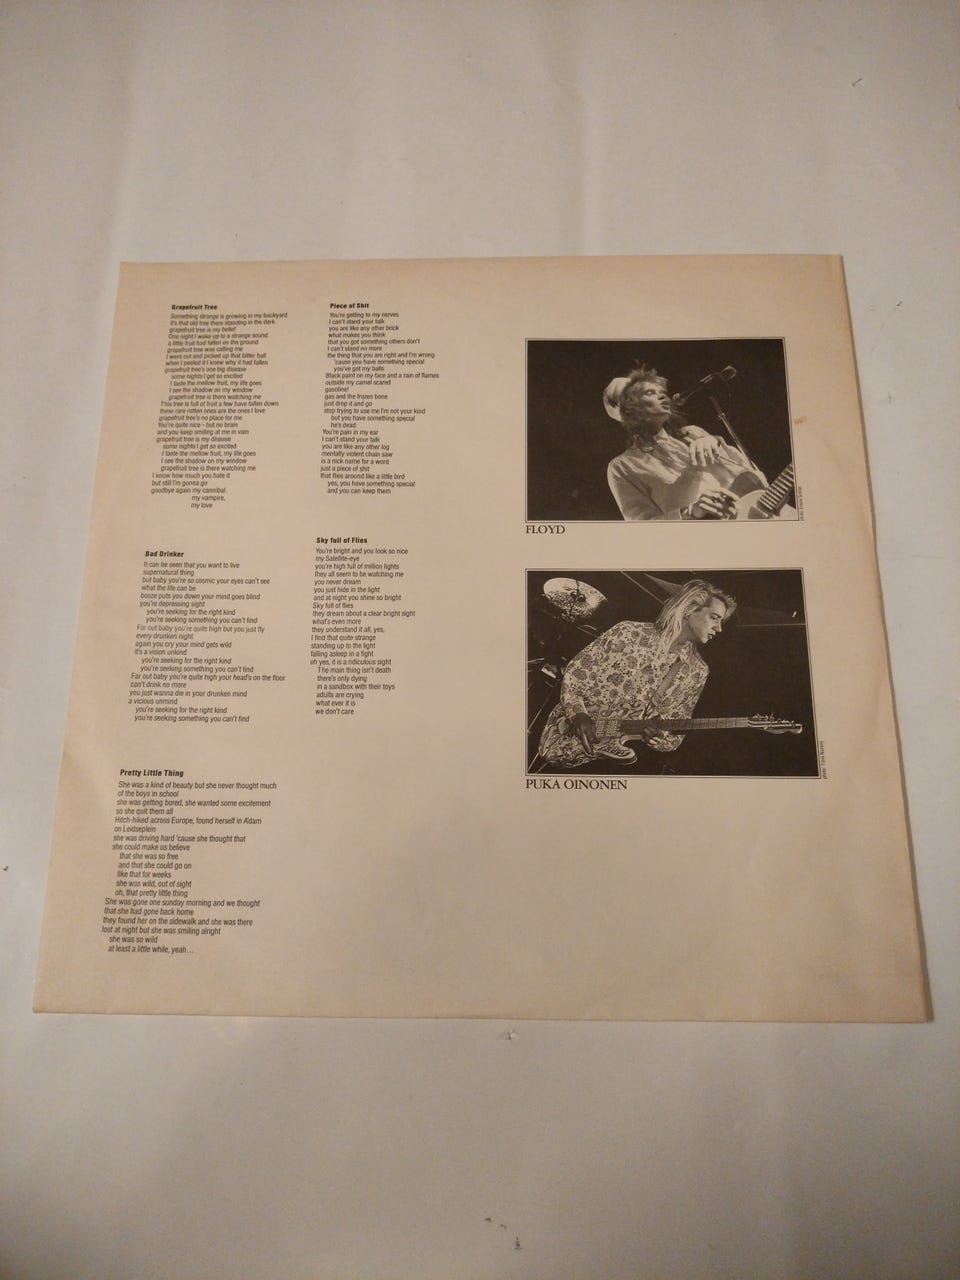 Grapefruit Tree
Something strange is growing in my backyard
it's that old tree there standing in the dark
grapefruit tree is my belief
One night I woke up to a strange sound
a little fruit had fallen on the ground
grapefruit tree was calling me
I went out and picked up that bitter ball
when I peeled it I knew why it had fallen
grapefruit tree's one big disease
some nights I get so excited
I taste the mellow fruit, my life goes
I see the shadow on my window
grapefruit tree is there watching me
This tree is full of fruit a few have fallen down
these rare rotten ones are the ones I love
grapefruit tree's no place for me
You're quite nice - but no brain
and you keep smiling at me in vain
grapefruit tree is my disease
some nights I get so excited
I taste the mellow fruit, my life goes
I see the shadow on my window
grapefruit tree is there watching me
I know how much you hate it
but still I'm gonna go
goodbye again my cannibal
my vampire,
my love
Bad Drinker
It can be seen that you want to live
supernatural thing
but baby you're so cosmic your eyes can't see
what the life can be
booze puts you down your mind goes blind
you're depressing sight
you're seeking for the right kind
you're seeking something you can't find
Far out baby you're quite high but you just fly
every drunken night
again you cry your mind gets wild
it's a vision unkind
you're seeking for the right kind
you're seeking something you can't find
Far out baby you're quite high your head's on the floor
can't drink no more
you just wanna die in your drunken mind
a vicious unmind
you're seeking for the right kind
you're seeking something you can't find
Pretty Little Thing
She was a kind of beauty but she never thought much
of the boys in school
she was getting bored, she wanted some excitement
so she quit them all
Hitch-hiked across Europe, found herself in A'dam
on Leidseplein
she was driving hard 'cause she thought that
she could make us believe
that she was so free
and that she could go on
like that for weeks
she was wild, out of sight
oh, that pretty little thing
She was gone one sunday morning and we thought
that she had gone back home
they found her on the sidewalk and she was there
lost at night but she was smiling alright
she was so wild
at least a little while, yeah...
Piece of Shit
You're getting to my nerves
I can't stand your talk
you are like any other brick
what makes you think
that you got something others don't
I can't stand no more
the thing that you are right and I'm wrong
'cause you have something special
you've got my balls
Black paint on my face and a rain of flames
outside my camel scared
gasoline!
gas and the frozen bone
just drop it and go
stop trying to use me I'm not your kind
but you have something special
he's dead
You're pain in my ear
I can't stand your talk
you are like any other log
mentally violent chain saw
is a nick name for a word
just a piece of shit
that flies around like a little bird
yes, you have something special
and you can keep them
Sky full of Flies
You're bright and you look so nice
my Satellite-eye
you're high full of million lights
they all seem to be watching me
you never dream
you just hide in the light
and at night you shine so bright
Sky full of flies
they dream about a clear bright sight
what's even more
they understand it all, yes,
I find that quite strange
standing up to the light
falling asleep in a fight
oh yes, it is a ridiculous sight
The main thing isn't death
there's only dying
in a sandbox with their toys
adults are crying
what ever it is
we don't care
FLOYD
PUKA OINONEN